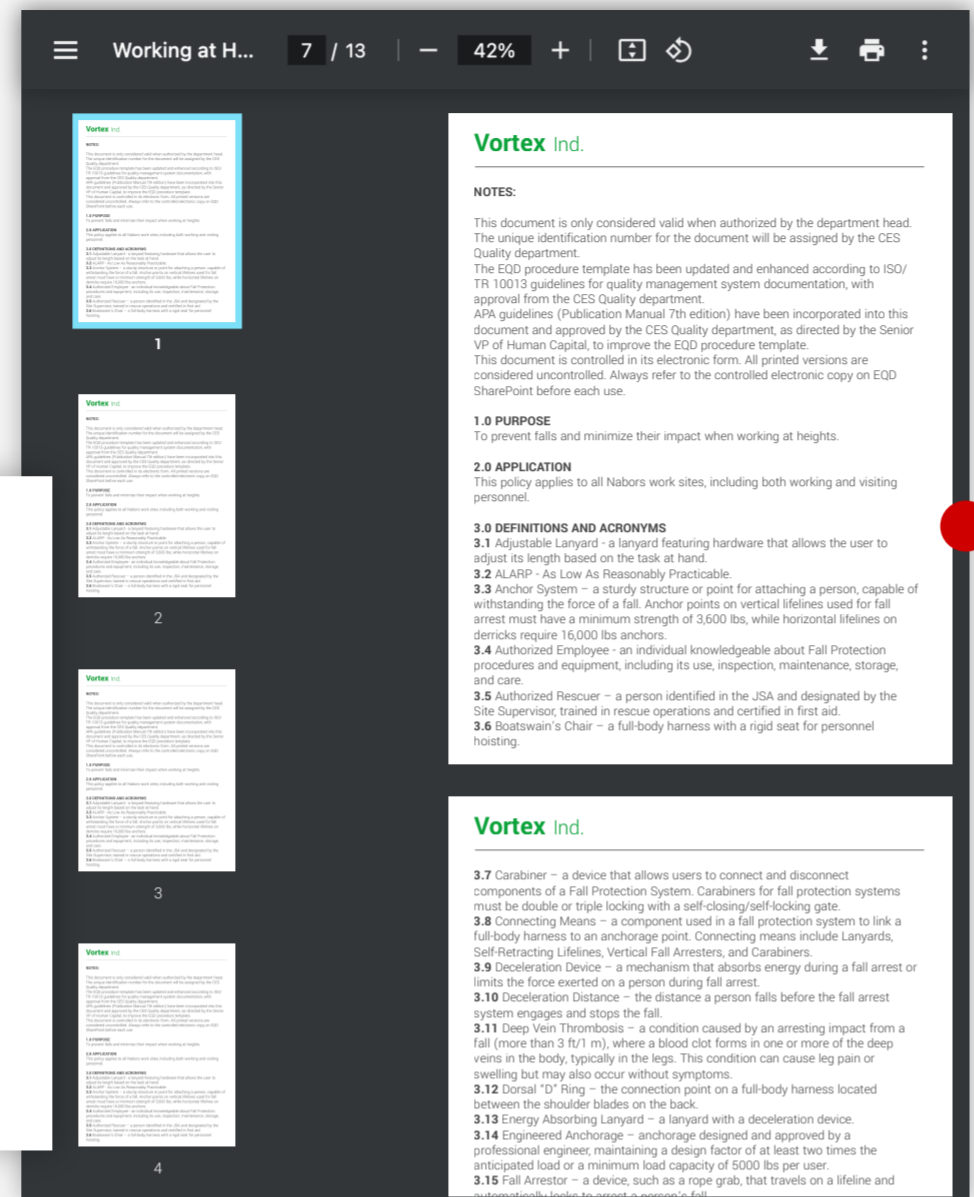 Working at H...
7 / 13
42%
1
2
3
4
Vortex Ind.
NOTES:
This document is only considered valid when authorized by the department head.
The unique identification number for the document will be assigned by the CES
Quality department.
The EQD procedure template has been updated and enhanced according to ISO/
TR 10013 guidelines for quality management system documentation, with
approval from the CES Quality department.
APA guidelines (Publication Manual 7th edition) have been incorporated into this
document and approved by the CES Quality department, as directed by the Senior
VP of Human Capital, to improve the EQD procedure template.
This document is controlled in its electronic form. All printed versions are
considered uncontrolled. Always refer to the controlled electronic copy on EQD
SharePoint before each use.
1.0 PURPOSE
To prevent falls and minimize their impact when working at heights.
2.0 APPLICATION
This policy applies to all Nabors work sites, including both working and visiting
personnel.
3.0 DEFINITIONS AND ACRONYMS
3.1 Adjustable Lanyard - a lanyard featuring hardware that allows the user to
adjust its length based on the task at hand.
3.2 ALARP - As Low As Reasonably Practicable.
3.3 Anchor System – a sturdy structure or point for attaching a person, capable of
withstanding the force of a fall. Anchor points on vertical lifelines used for fall
arrest must have a minimum strength of 3,600 lbs, while horizontal lifelines on
derricks require 16,000 lbs anchors.
3.4 Authorized Employee - an individual knowledgeable about Fall Protection
procedures and equipment, including its use, inspection, maintenance, storage,
and care.
3.5 Authorized Rescuer – a person identified in the JSA and designated by the
Site Supervisor, trained in rescue operations and certified in first aid.
3.6 Boatswain's Chair – a full-body harness with a rigid seat for personnel
hoisting.
Vortex Ind.
3.7 Carabiner – a device that allows users to connect and disconnect
components of a Fall Protection System. Carabiners for fall protection systems
must be double or triple locking with a self-closing/self-locking gate.
3.8 Connecting Means – a component used in a fall protection system to link a
full-body harness to an anchorage point. Connecting means include Lanyards,
Self-Retracting Lifelines, Vertical Fall Arresters, and Carabiners.
3.9 Deceleration Device – a mechanism that absorbs energy during a fall arrest or
limits the force exerted on a person during fall arrest.
3.10 Deceleration Distance – the distance a person falls before the fall arrest
system engages and stops the fall.
3.11 Deep Vein Thrombosis – a condition caused by an arresting impact from a
fall (more than 3 ft/1 m), where a blood clot forms in one or more of the deep
veins in the body, typically in the legs. This condition can cause leg pain or
swelling but may also occur without symptoms.
3.12 Dorsal "D" Ring – the connection point on a full-body harness located
between the shoulder blades on the back.
3.13 Energy Absorbing Lanyard – a lanyard with a deceleration device.
3.14 Engineered Anchorage – anchorage designed and approved by a
professional engineer, maintaining a design factor of at least two times the
anticipated load or a minimum load capacity of 5000 lbs per user.
3.15 Fall Arrestor – a device, such as a rope grab, that travels on a lifeline and
automatically locks to arrest a person's fall